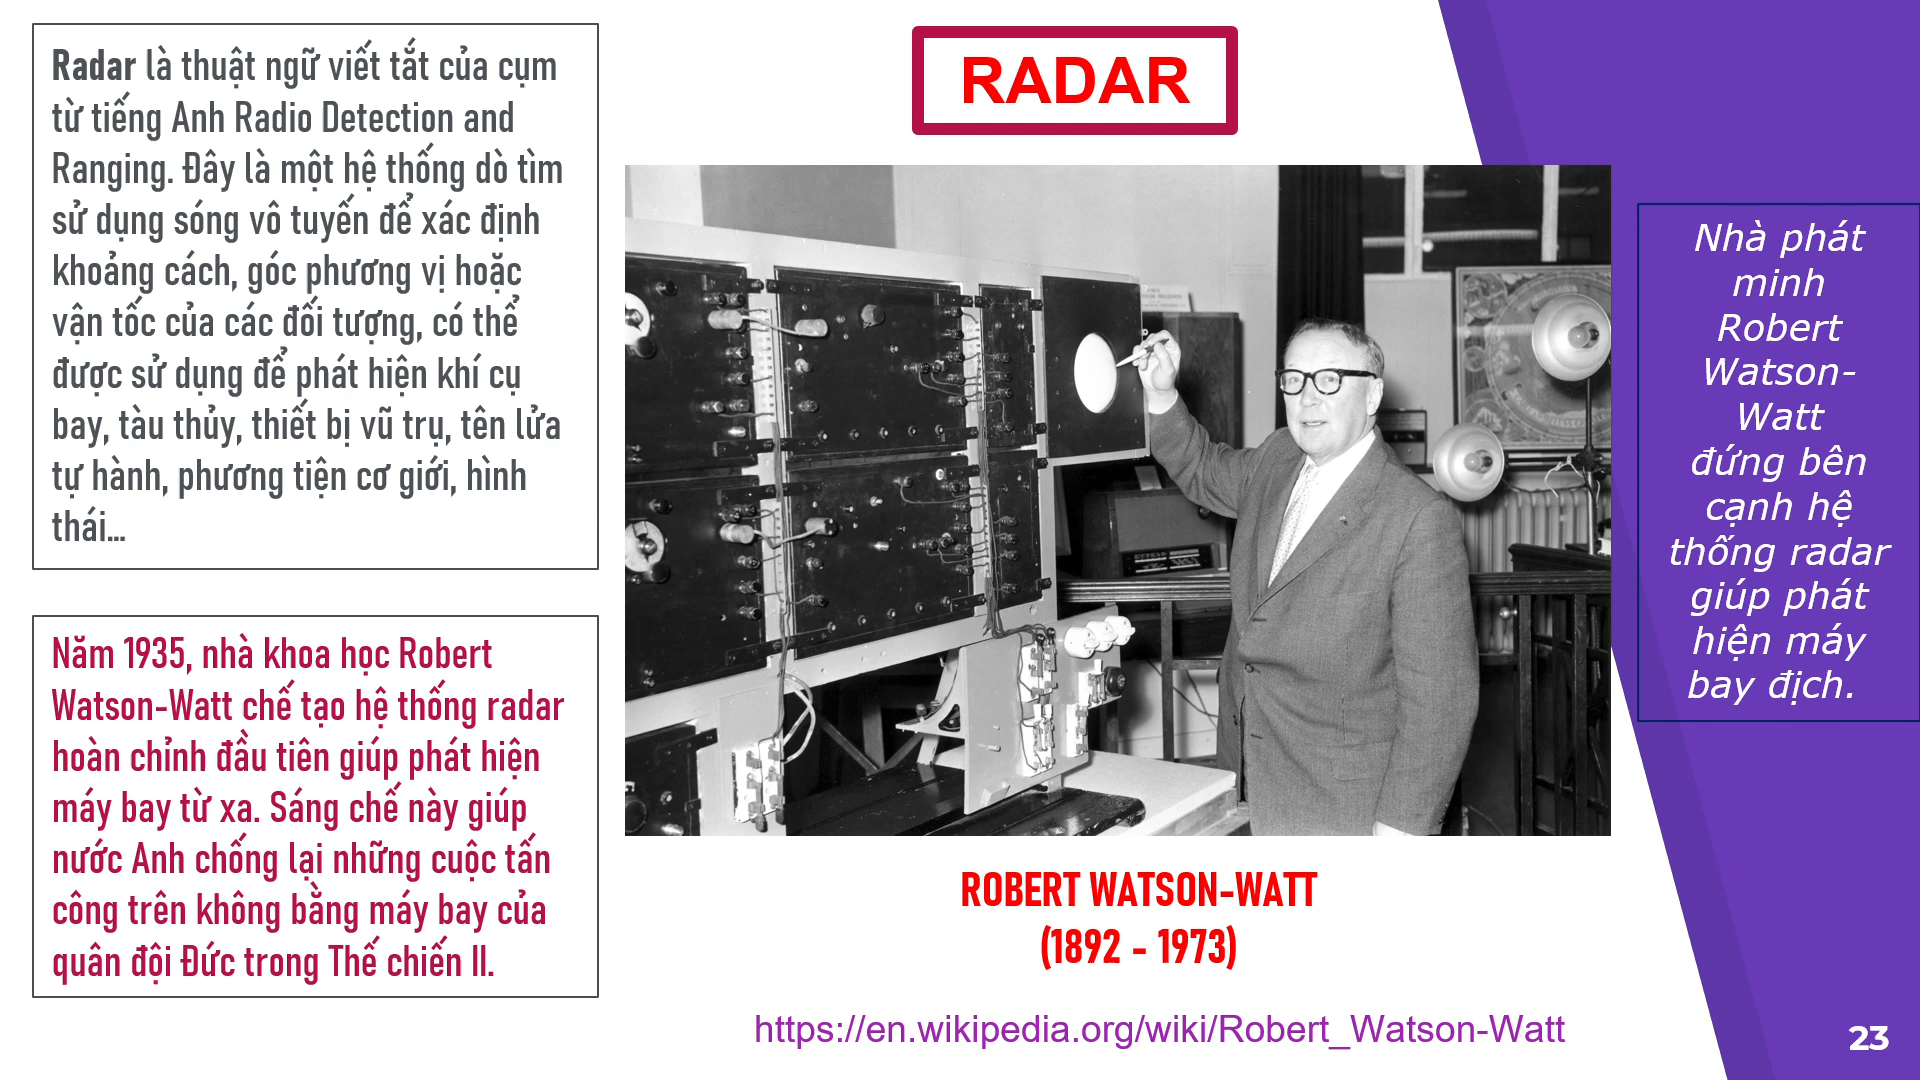 Radar là thuật ngữ viết tắt của cụm
từ tiếng Anh Radio Detection and
Ranging. Đây là một hệ thống dò tìm
sử dụng sóng vô tuyến để xác định
khoảng cách, góc phương vị hoặc
vận tốc của các đối tượng, có thể
được sử dụng để phát hiện khí cụ
bay, tàu thủy, thiết bị vũ trụ, tên lửa
tự hành, phương tiện cơ giới, hình
thái...
Năm 1935, nhà khoa học Robert
Watson-Watt chế tạo hệ thống radar
hoàn chỉnh đầu tiên giúp phát hiện
máy bay từ xa. Sáng chế này giúp
nước Anh chống lại những cuộc tấn
công trên không bằng máy bay của
quân đội Đức trong Thế chiến II.
RADAR
ROBERT WATSON-WATT
(1892 - 1973)
https://en.wikipedia.org/wiki/Robert_Watson-Watt
Nhà phát
minh
Robert
Watson-
Watt
đứng bên
cạnh hệ
thống radar
giúp phát
hiện máy
bay địch.
23